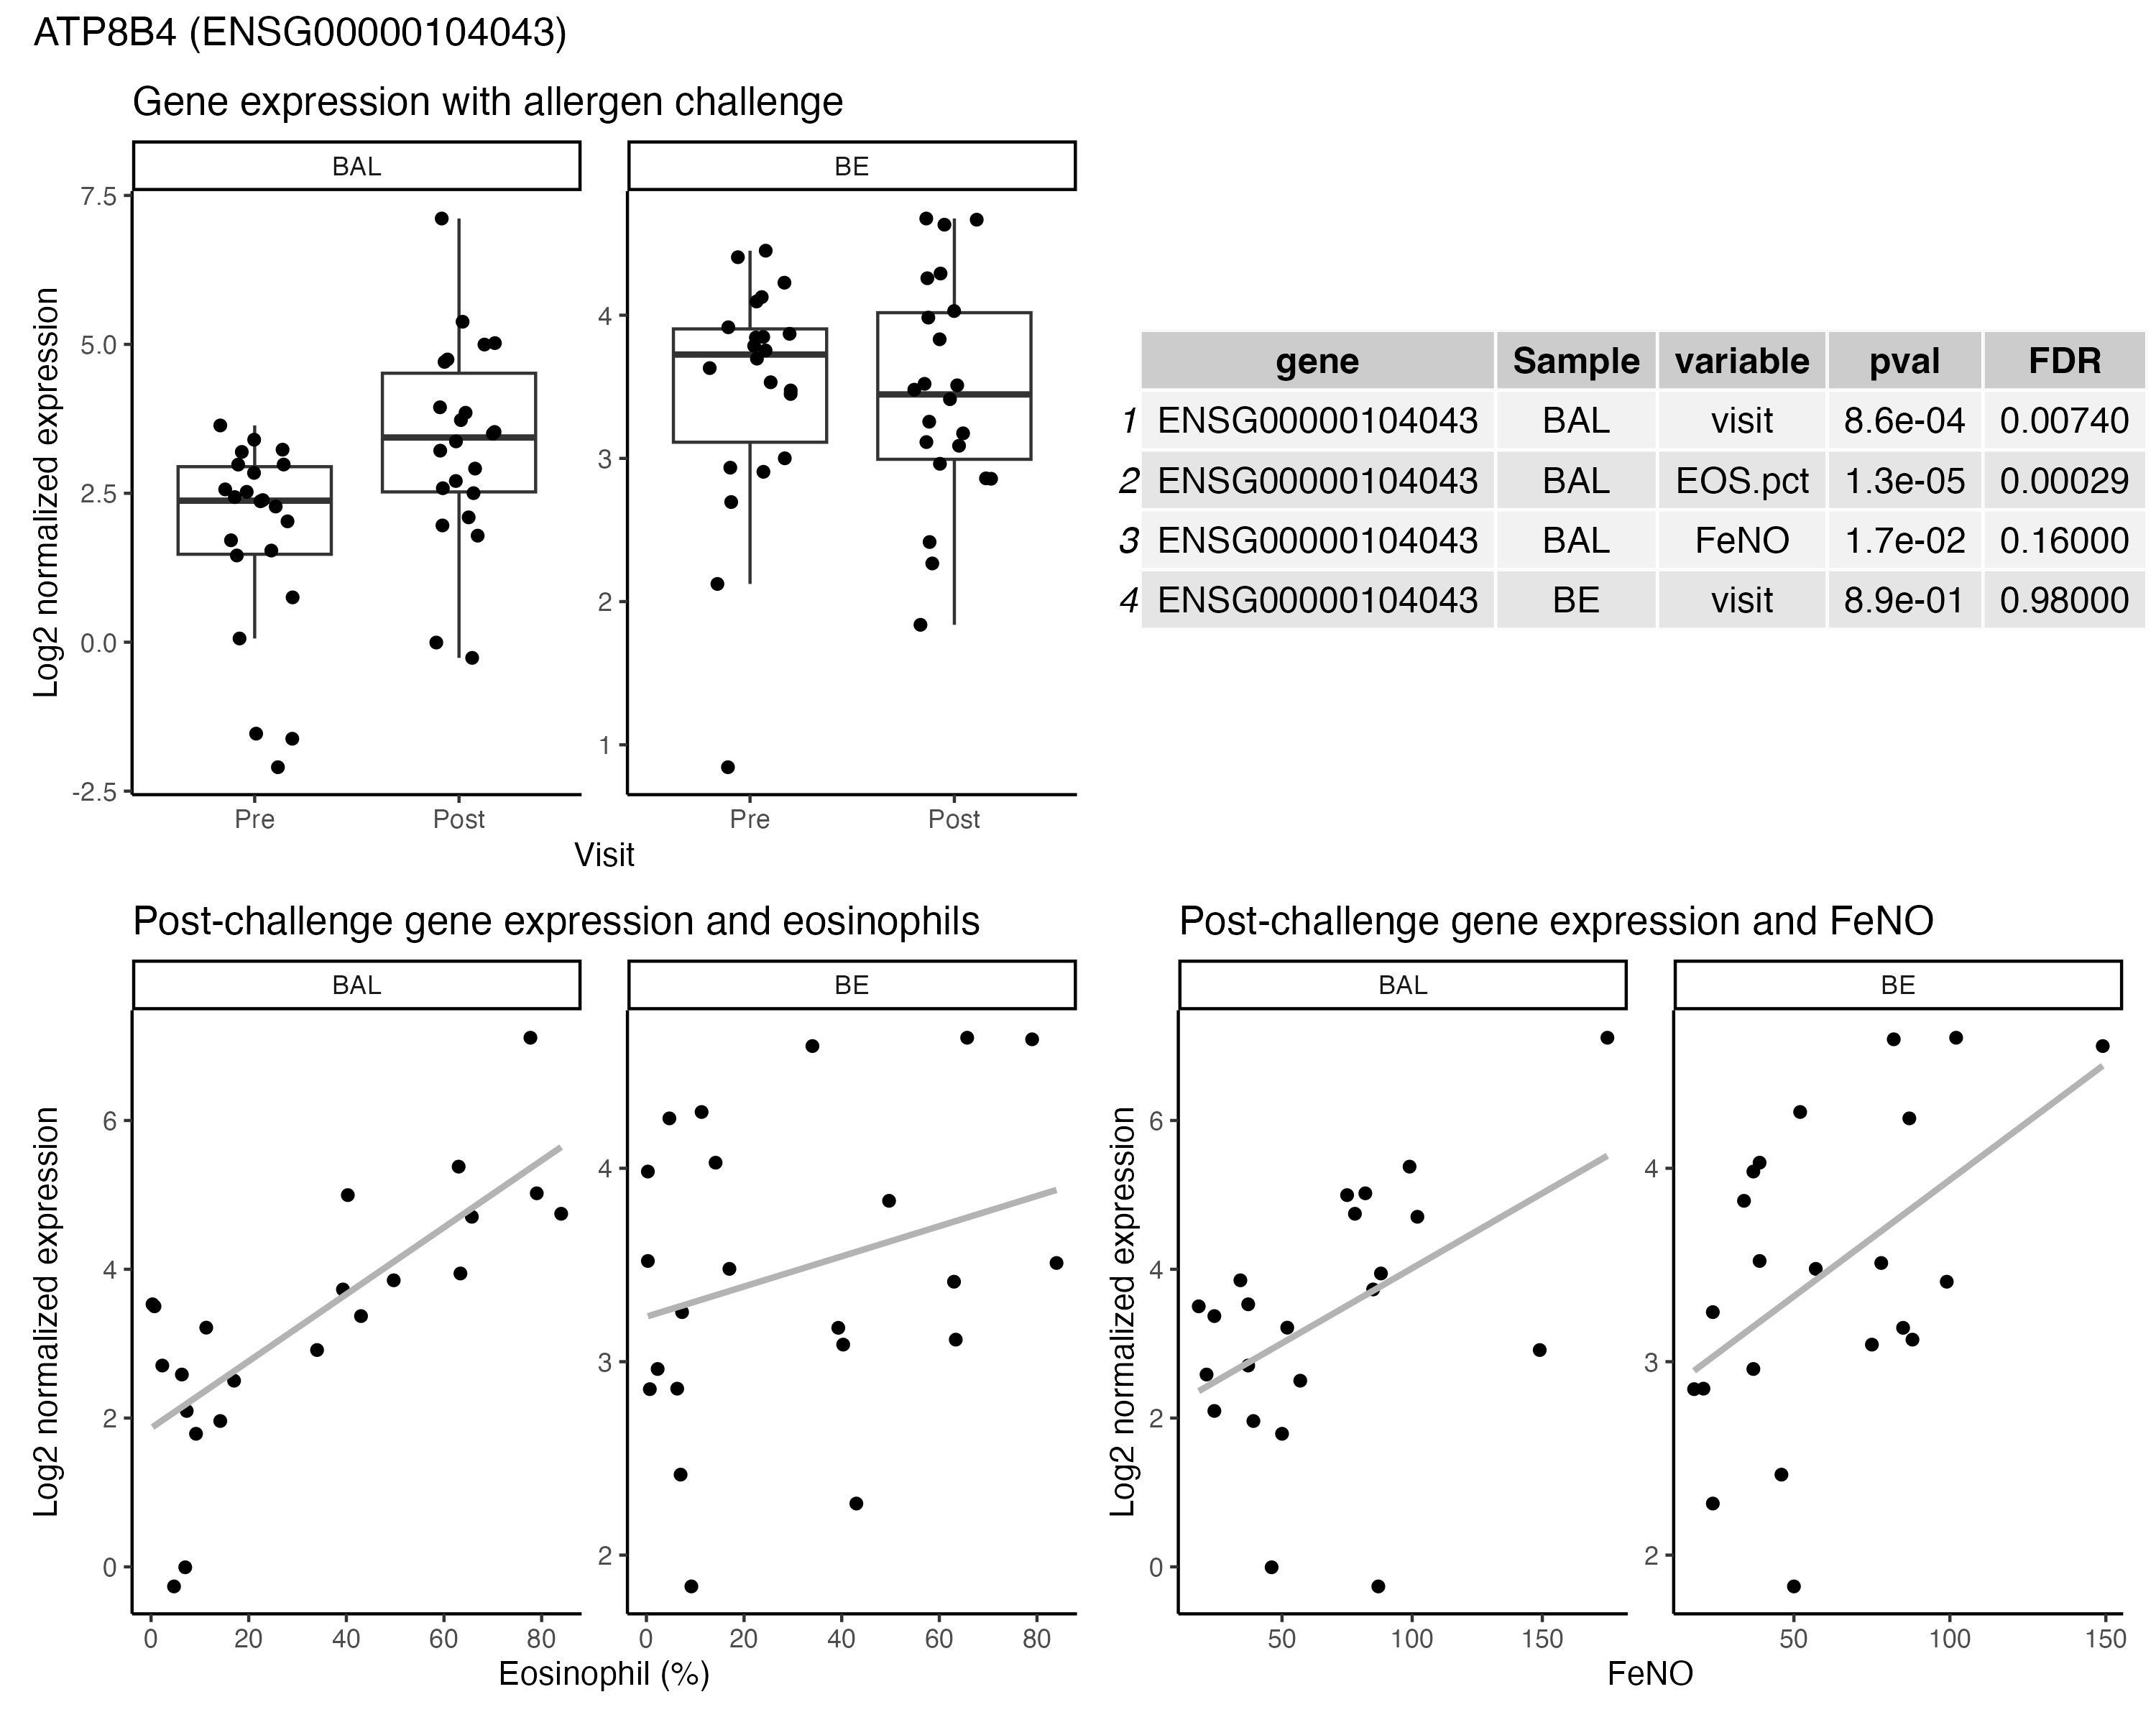 ATP8B4 (ENSG00000104043)
Gene expression with allergen challenge
BAL BE
Log2 normalized expression
7.5
5.0
2.5
0.0
-2.5
4
3
2
1
Pre Post Pre Post
Visit
gene Sample variable pval FDR
1 ENSG00000104043 BAL visit 8.6e-04 0.00740
2 ENSG00000104043 BAL EOS.pct 1.3e-05 0.00029
3 ENSG00000104043 BAL FeNO 1.7e-02 0.16000
4 ENSG00000104043 BE visit 8.9e-01 0.98000
Post-challenge gene expression and eosinophils
BAL BE
Log2 normalized expression
6
4
2
0
4
3
2
0 20 40 60 80 0 20 40 60 80
Eosinophil (%)
Post-challenge gene expression and FeNO
BAL BE
Log2 normalized expression
6
4
2
0
4
3
2
50 100 150 50 100 150
FeNO